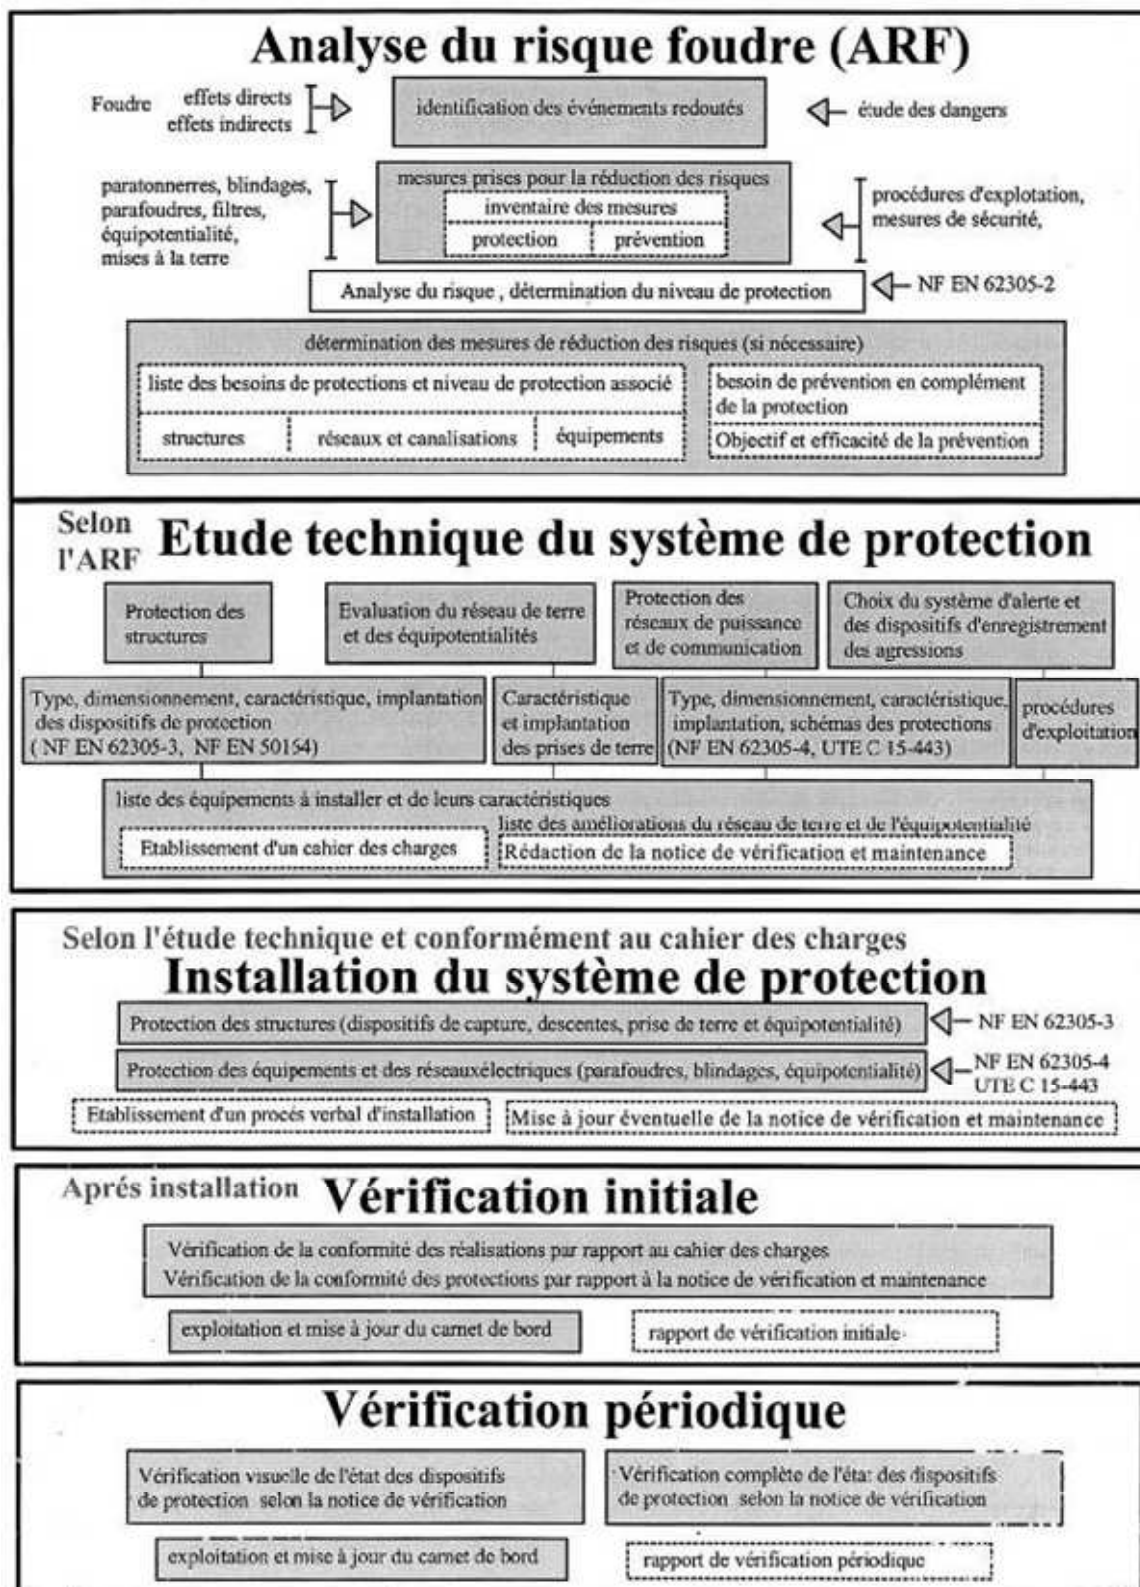 Analyse du risque foudre (ARF)
Foudre
effets directs
effets indirects
identification des événements redoutés
étude des dangers
paratonnerres, blindages,
parafoudres, filtres,
équipotentialité,
mises à la terre
mesures prises pour la réduction des risques
inventaire des mesures
protection
prévention
procédures d'explotation,
mesures de sécurité,
Analyse du risque , détermination du niveau de protection
NF EN 62305-2
détermination des mesures de réduction des risques (si nécessaire)
liste des besoins de protections et niveau de protection associé
structures
réseaux et canalisations
équipements
besoin de prévention en complément
de la protection
Objectif et efficacité de la prévention
Selon
l'ARF
Etude technique du système de protection
Protection des
structures
Evaluation du réseau de terre
et des équipotentialités
Protection des
réseaux de puissance
et de communication
Choix du système d'alerte et
des dispositifs d'enregistrement
des agressions
Type, dimensionnement, caractéristique, implantation
des dispositifs de protection
( NF EN 62305-3, NF EN 50164)
Caractéristique
et implantation
des prises de terre
Type, dimensionnement, caractéristique,
implantation, schémas des protections
(NF EN 62305-4, UTE C 15-443)
procédures
d'exploitation
liste des équipements à installer et de leurs caractéristiques
liste des améliorations du réseau de terre et de l'équipotentialité
Etablissement d'un cahier des charges
Rédaction de la notice de vérification et maintenance
Selon l'étude technique et conformément au cahier des charges
Installation du système de protection
Protection des structures (dispositifs de capture, descentes, prise de terre et équipotentialité)
NF EN 62305-3
Protection des équipements et des réseauxélectriques (parafoudres, blindages, équipotentialité)
NF EN 62305-4
UTE C 15-443
Etablissement d'un procés verbal d'installation
Mise à jour éventuelle de la notice de vérification et maintenance
Aprés installation
Vérification initiale
Vérification de la conformité des réalisations par rapport au cahier des charges
Vérification de la conformité des protections par rapport à la notice de vérification et maintenance
exploitation et mise à jour du carnet de bord
rapport de vérification initiale
Vérification périodique
Vérification visuelle de l'état des dispositifs
de protection selon la notice de vérification
Vérification complète de l'état des dispositifs
de protection selon la notice de vérification
exploitation et mise à jour du carnet de bord
rapport de vérification périodique